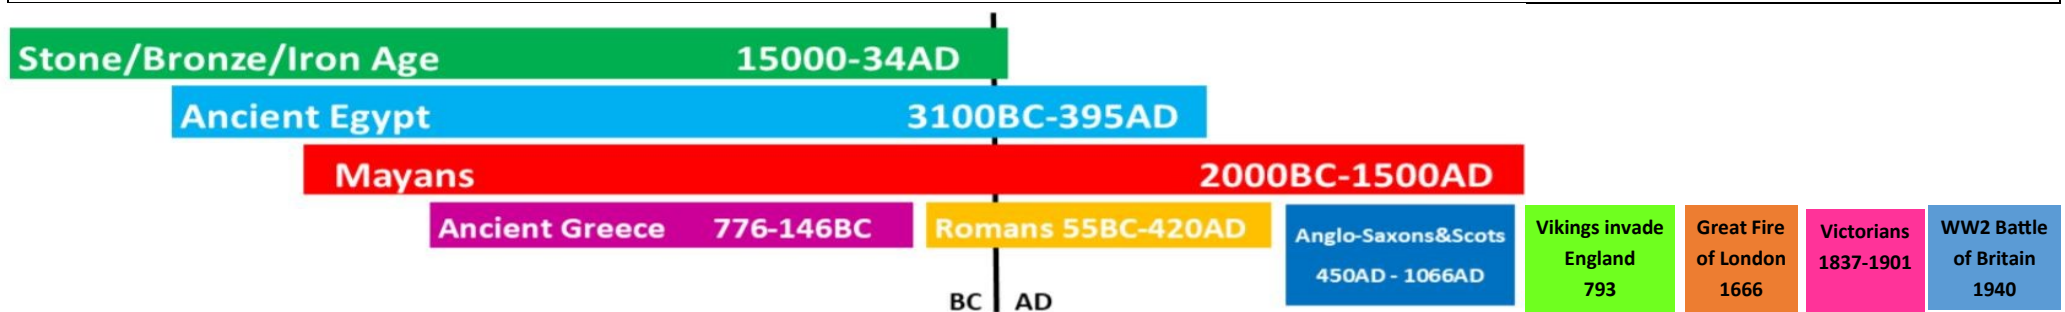 Stone/Bronze/Iron Age 15000-34AD
Ancient Egypt 3100BC-395AD
Mayans 2000BC-1500AD
Ancient Greece 776-146BC
Romans 55BC-420AD
Anglo-Saxons&Scots
450AD - 1066AD
Vikings invade
England
793
Great Fire
of London
1666
Victorians
1837-1901
WW2 Battle
of Britain
1940
BC AD